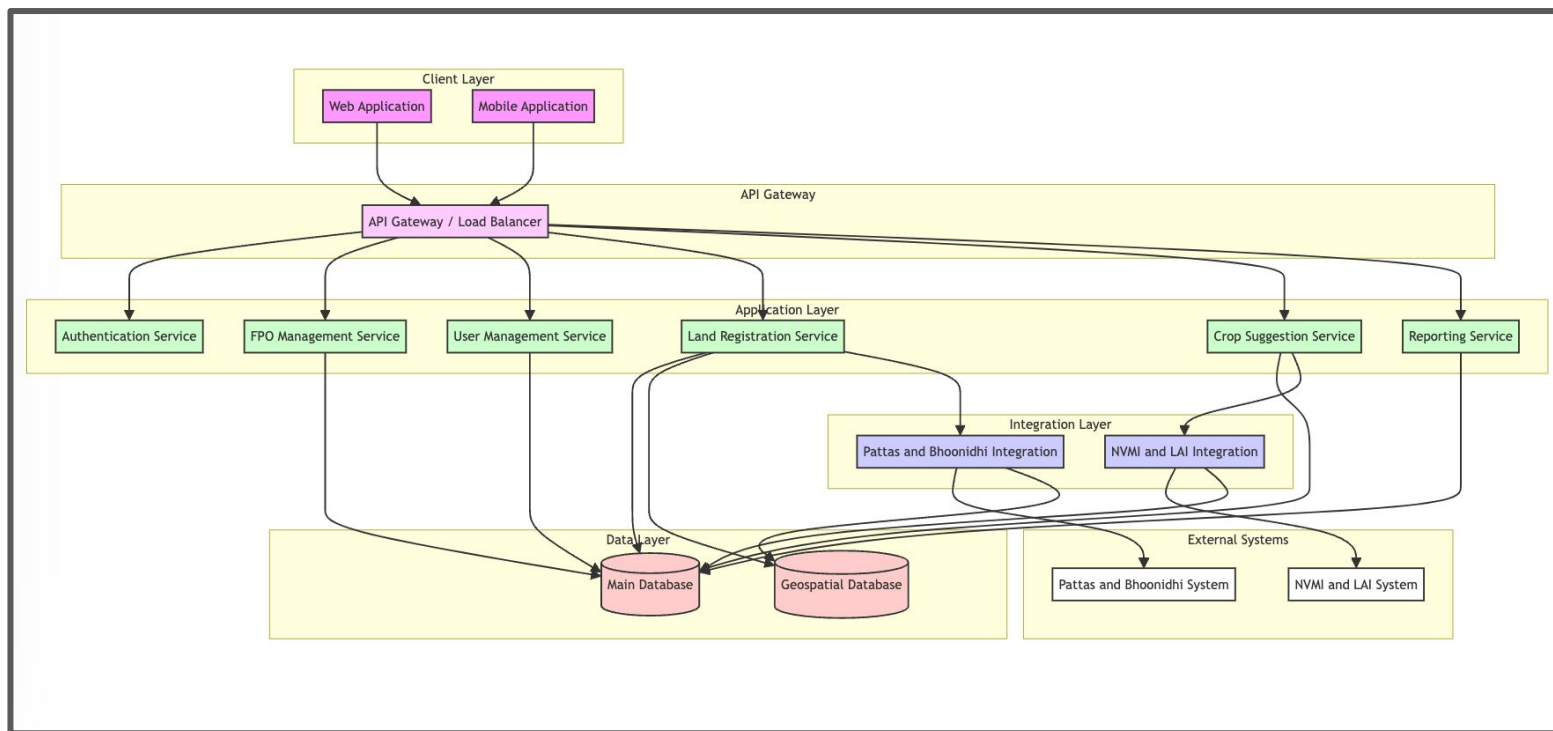 Client Layer
Web Application
Mobile Application
API Gateway
API Gateway / Load Balancer
Application Layer
Authentication Service
FPO Management Service
User Management Service
Land Registration Service
Crop Suggestion Service
Reporting Service
Integration Layer
Pattas and Bhoonidhi Integration
NVMI and LAI Integration
Data Layer
Main Database
Geospatial Database
External Systems
Pattas and Bhoonidhi System
NVMI and LAI System